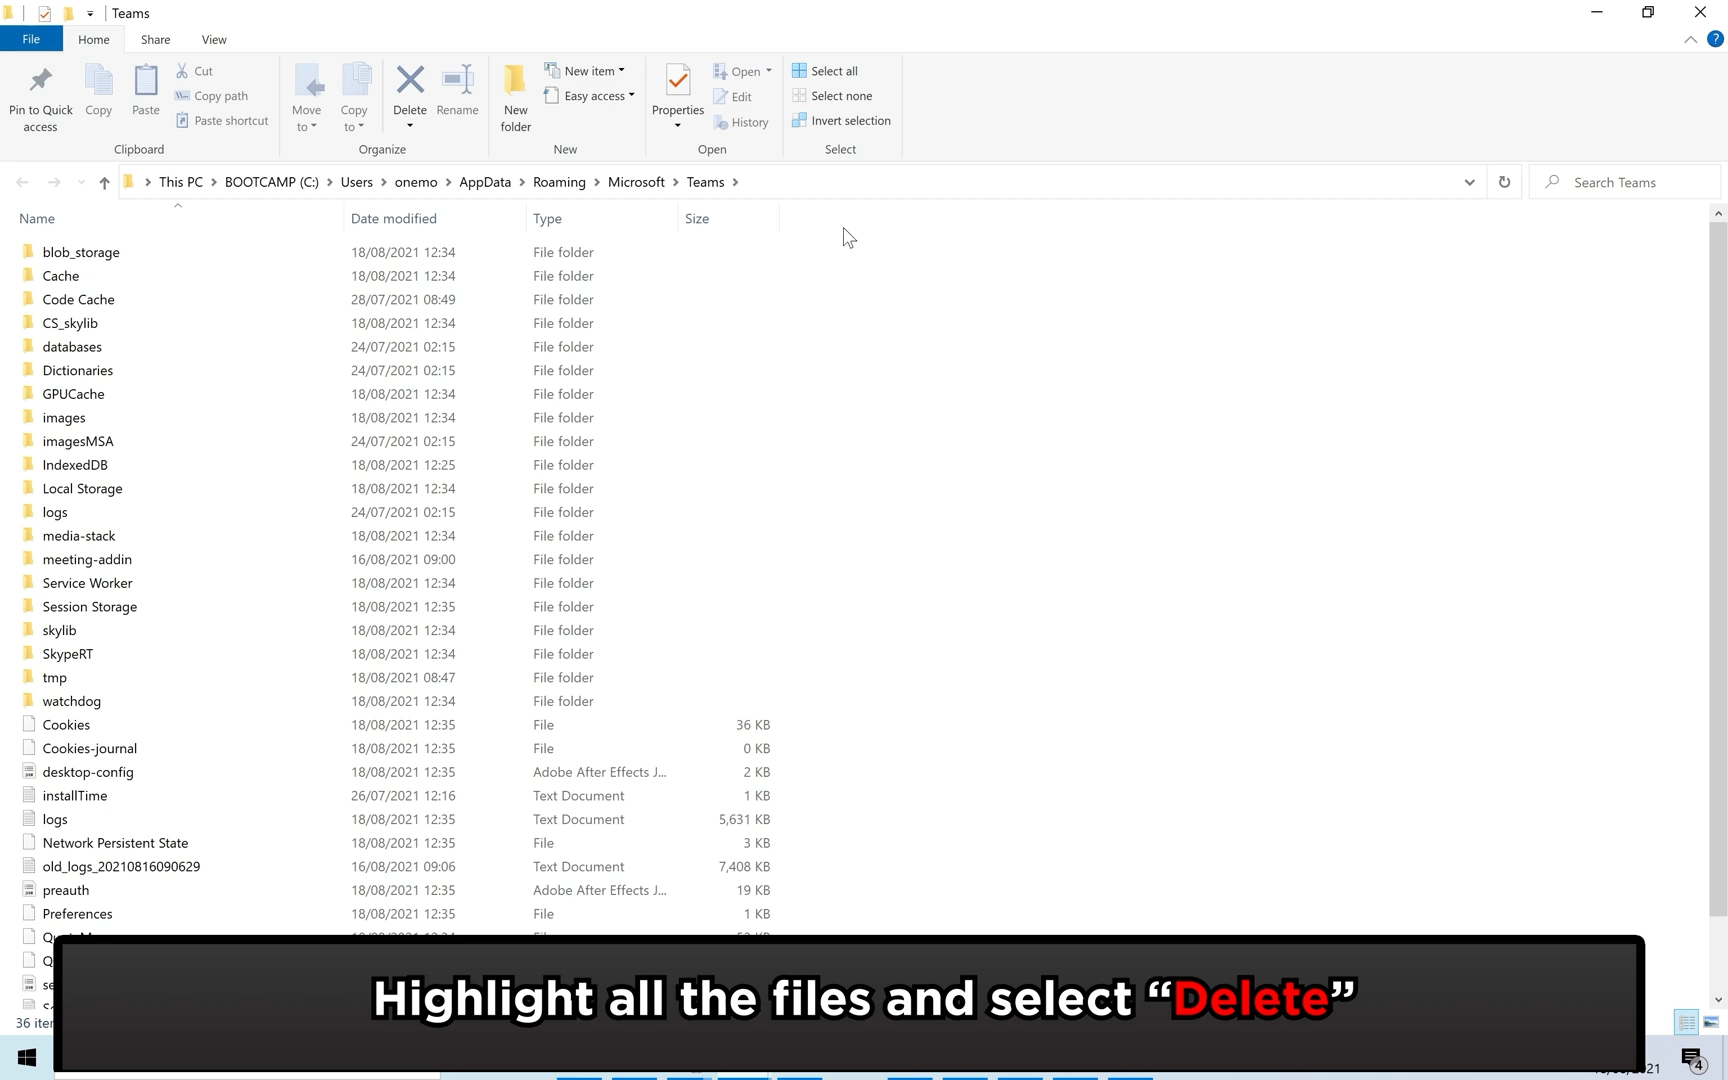 Teams
File Home Share View
Pin to Quick access
Copy
Paste
Cut
Copy path
Paste shortcut
Clipboard
Move to
Copy to
Delete
Rename
Organize
New folder
New item
Easy access
New
Properties
Open
Edit
History
Open
Select all
Select none
Invert selection
Select
This PC > BOOTCAMP (C:) > Users > onemo > AppData > Roaming > Microsoft > Teams >
Search Teams
Name Date modified Type Size
blob_storage 18/08/2021 12:34 File folder
Cache 18/08/2021 12:34 File folder
Code Cache 28/07/2021 08:49 File folder
CS_skylib 18/08/2021 12:34 File folder
databases 24/07/2021 02:15 File folder
Dictionaries 24/07/2021 02:15 File folder
GPUCache 18/08/2021 12:34 File folder
images 18/08/2021 12:34 File folder
imagesMSA 24/07/2021 02:15 File folder
IndexedDB 18/08/2021 12:25 File folder
Local Storage 18/08/2021 12:34 File folder
logs 24/07/2021 02:15 File folder
media-stack 18/08/2021 12:34 File folder
meeting-addin 16/08/2021 09:00 File folder
Service Worker 18/08/2021 12:34 File folder
Session Storage 18/08/2021 12:35 File folder
skylib 18/08/2021 12:34 File folder
SkypeRT 18/08/2021 12:34 File folder
tmp 18/08/2021 08:47 File folder
watchdog 18/08/2021 12:34 File folder
Cookies 18/08/2021 12:35 File 36 KB
Cookies-journal 18/08/2021 12:35 File 0 KB
desktop-config 18/08/2021 12:35 Adobe After Effects J... 2 KB
installTime 26/07/2021 12:16 Text Document 1 KB
logs 18/08/2021 12:35 Text Document 5,631 KB
Network Persistent State 18/08/2021 12:35 File 3 KB
old_logs_20210816090629 16/08/2021 09:06 Text Document 7,408 KB
preauth 18/08/2021 12:35 Adobe After Effects J... 19 KB
Preferences 18/08/2021 12:35 File 1 KB
Highlight all the files and select “Delete”
36
4